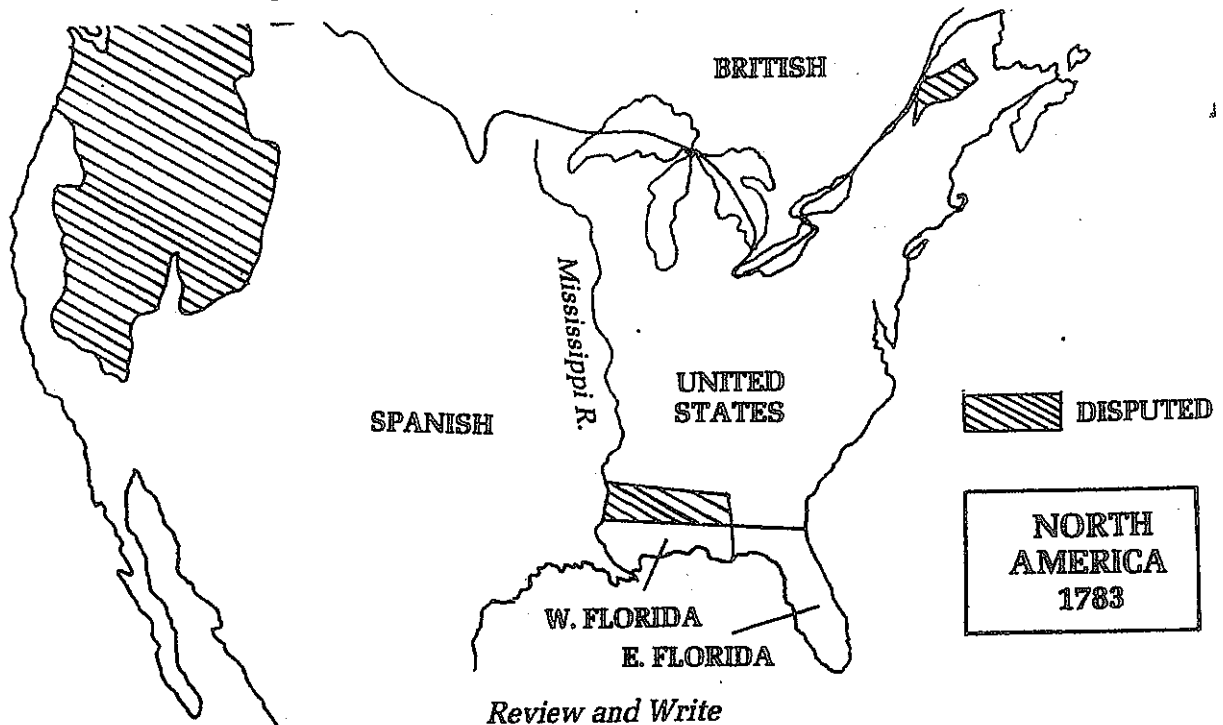 BRITISH
Mississippi R.
UNITED
STATES
SPANISH
DISPUTED
NORTH
AMERICA
1783
W. FLORIDA
E. FLORIDA
Review and Write